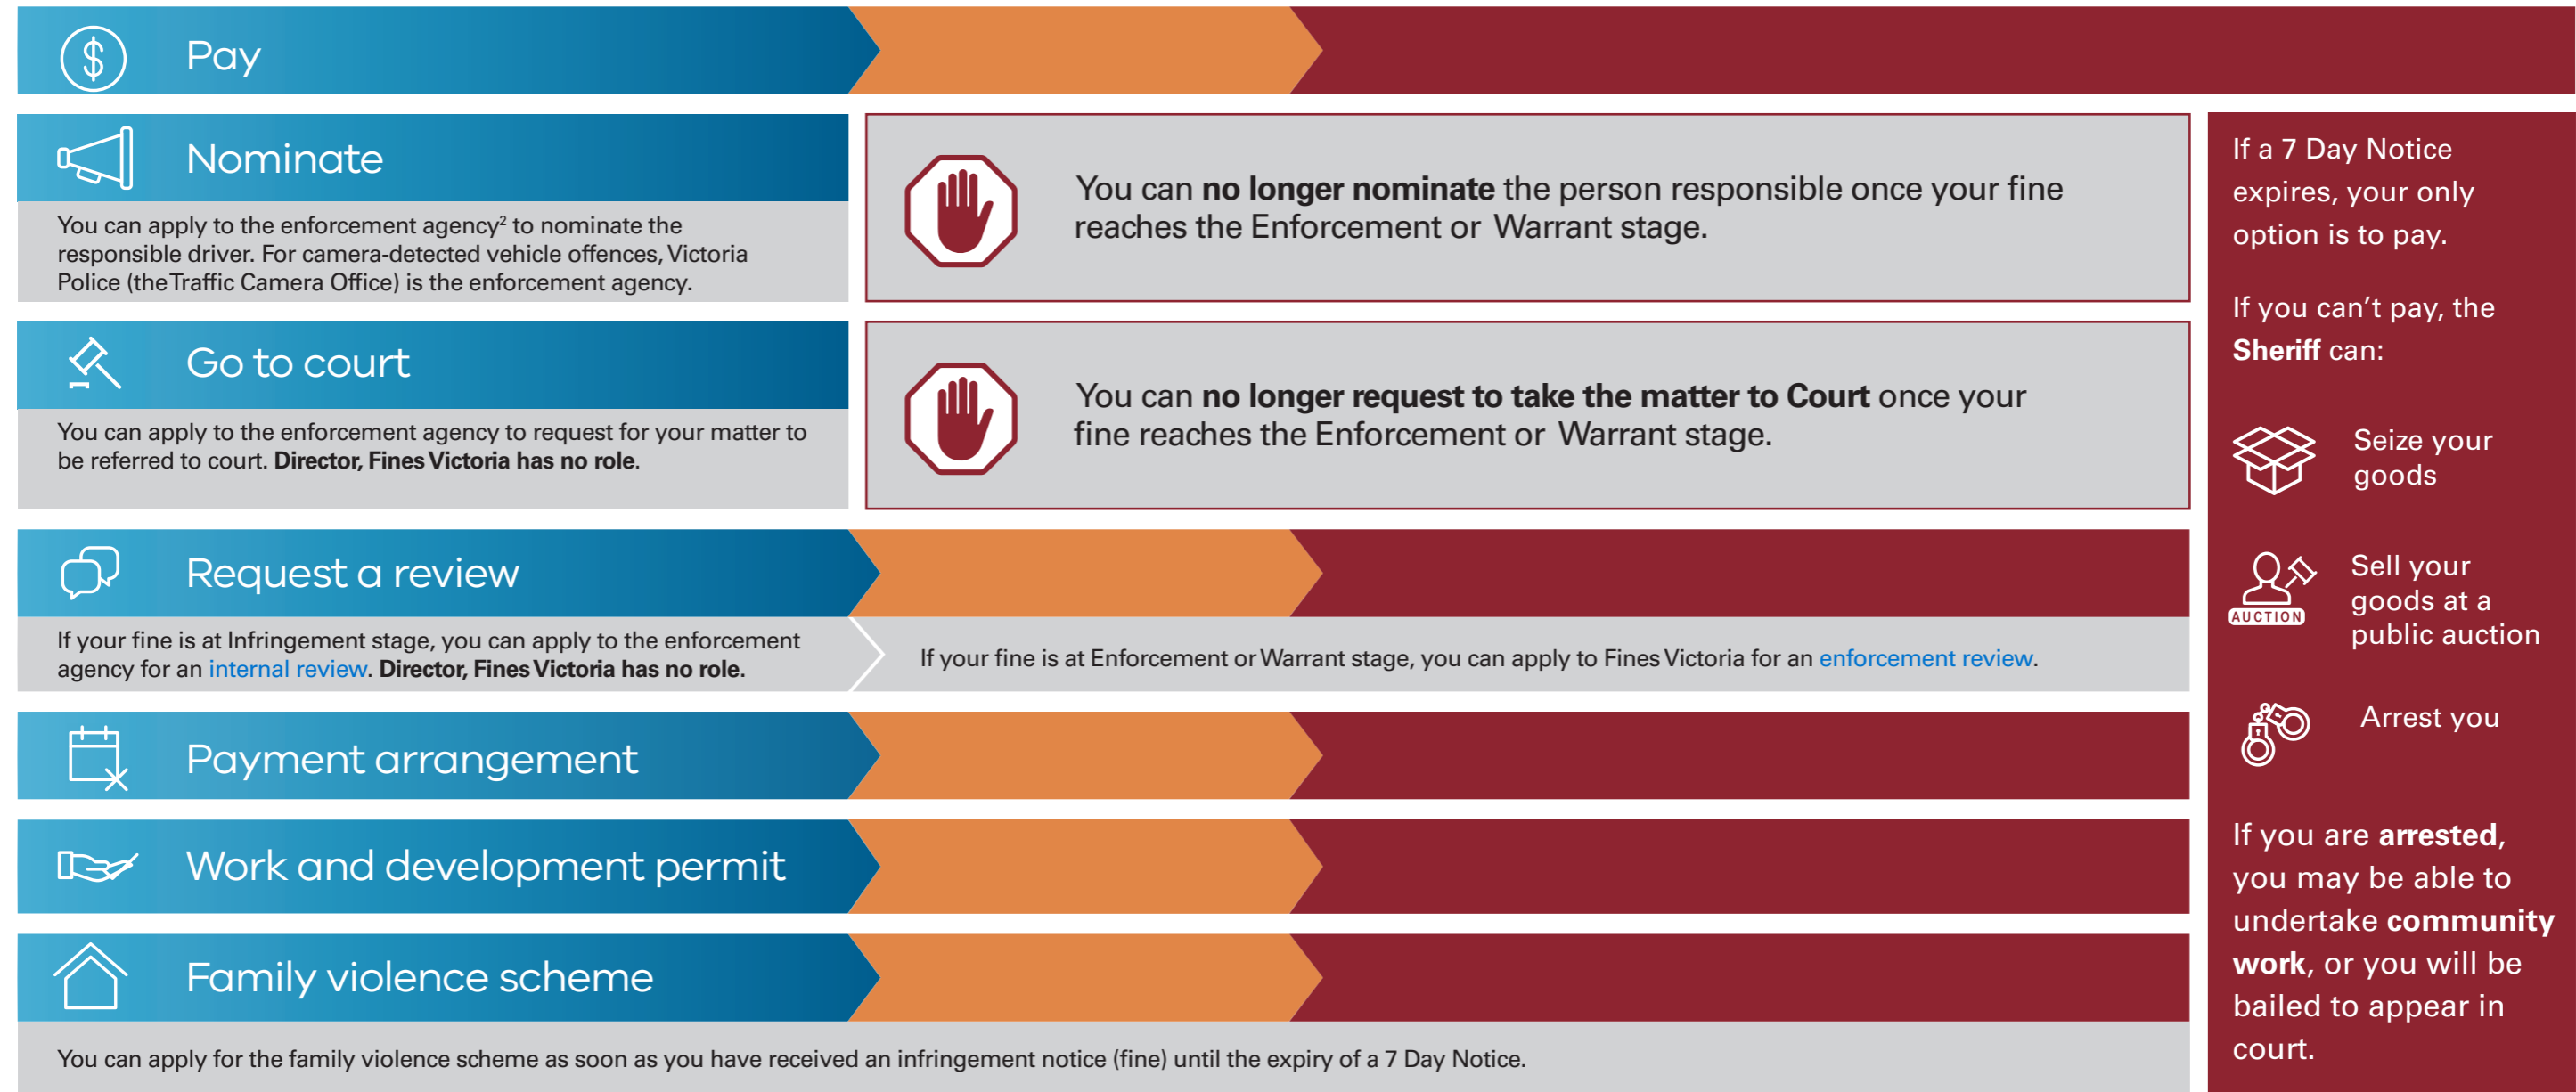 Pay
Nominate
You can apply to the enforcement agency² to nominate the
responsible driver. For camera-detected vehicle offences, Victoria
Police (the Traffic Camera Office) is the enforcement agency.
You can no longer nominate the person responsible once your fine
reaches the Enforcement or Warrant stage.
Go to court
You can apply to the enforcement agency to request for your matter to
be referred to court. Director, Fines Victoria has no role.
You can no longer request to take the matter to Court once your
fine reaches the Enforcement or Warrant stage.
Request a review
If your fine is at Infringement stage, you can apply to the enforcement
agency for an internal review. Director, Fines Victoria has no role.
If your fine is at Enforcement or Warrant stage, you can apply to Fines Victoria for an enforcement review.
Payment arrangement
Work and development permit
Family violence scheme
You can apply for the family violence scheme as soon as you have received an infringement notice (fine) until the expiry of a 7 Day Notice.
If a 7 Day Notice
expires, your only
option is to pay.
If you can't pay, the
Sheriff can:
Seize your
goods
AUCTION
Sell your
goods at a
public auction
Arrest you
If you are arrested,
you may be able to
undertake community
work, or you will be
bailed to appear in
court.